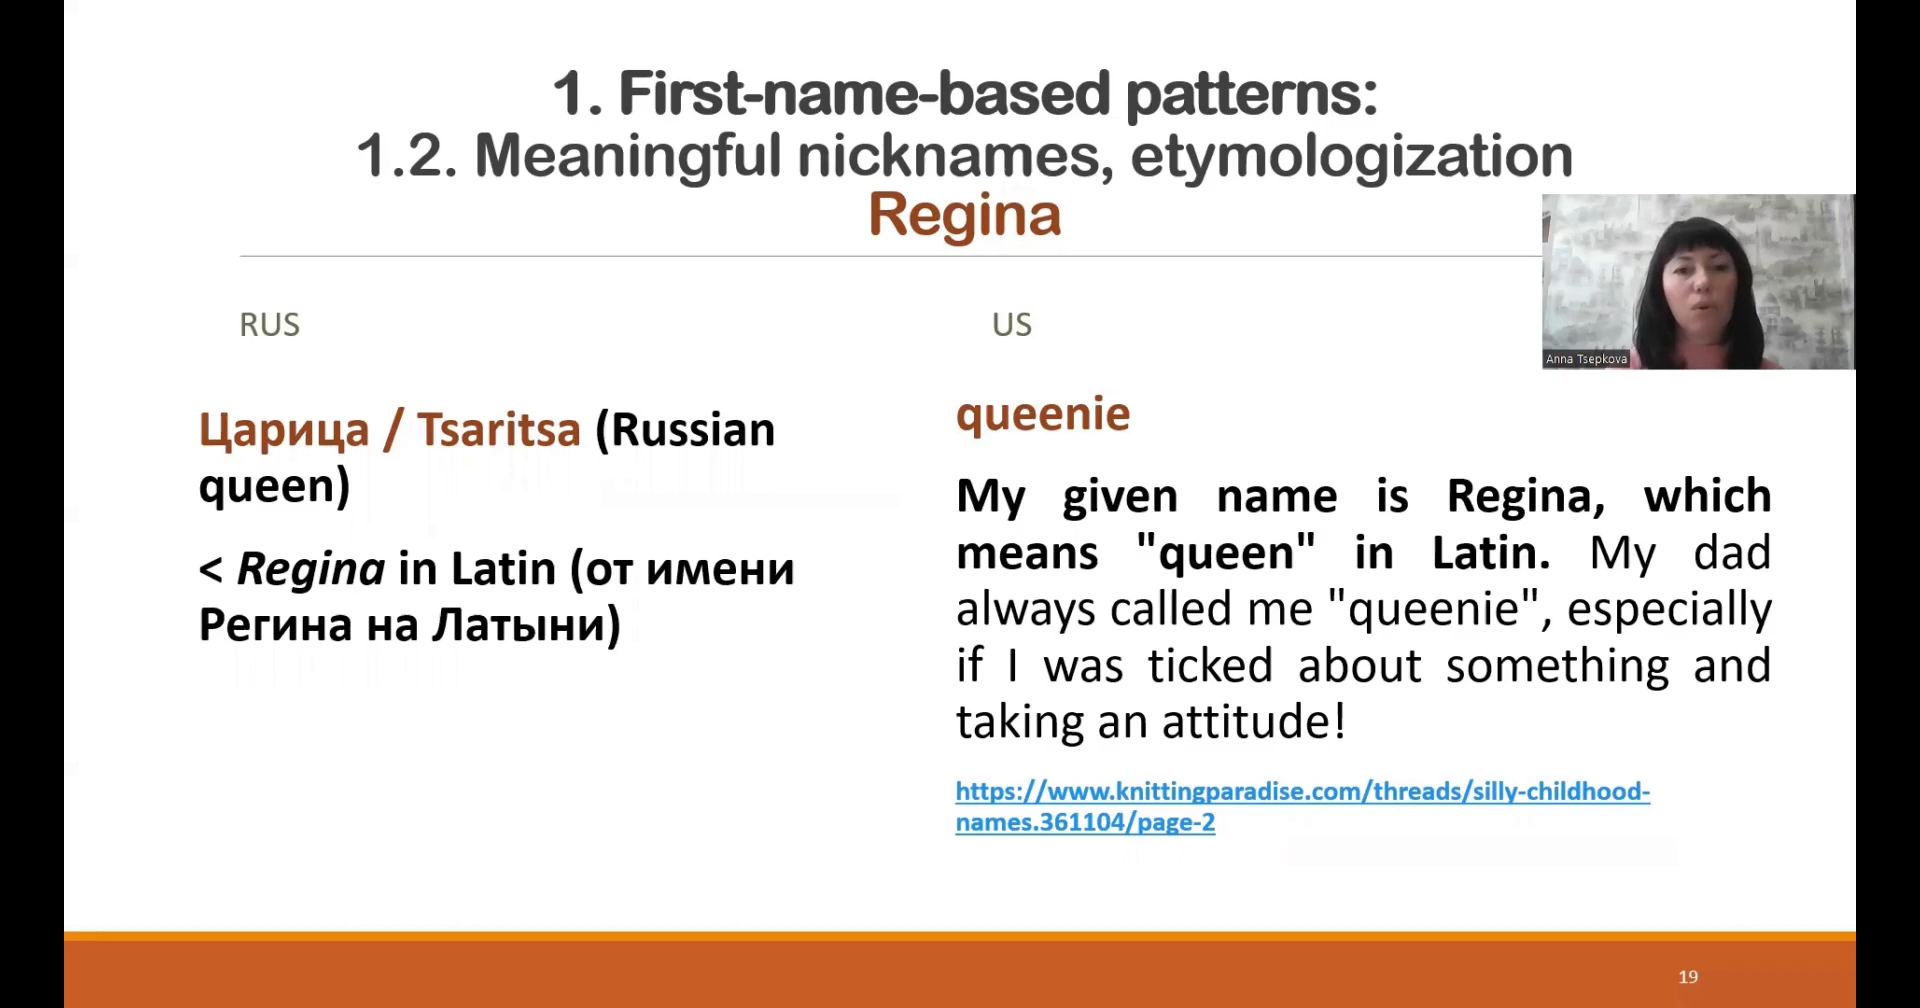 1. First-name-based patterns:
1.2. Meaningful nicknames, etymologization
Regina
RUS
Царица / Tsaritsa (Russian
queen)
< Regina in Latin (от имени
Регина на Латыни)
US
queenie
My given name is Regina, which
means "queen" in Latin. My dad
always called me "queenie", especially
if I was ticked about something and
taking an attitude!
https://www.knittingparadise.com/threads/silly-childhood-
names.361104/page-2
Anna Tsepkova
19